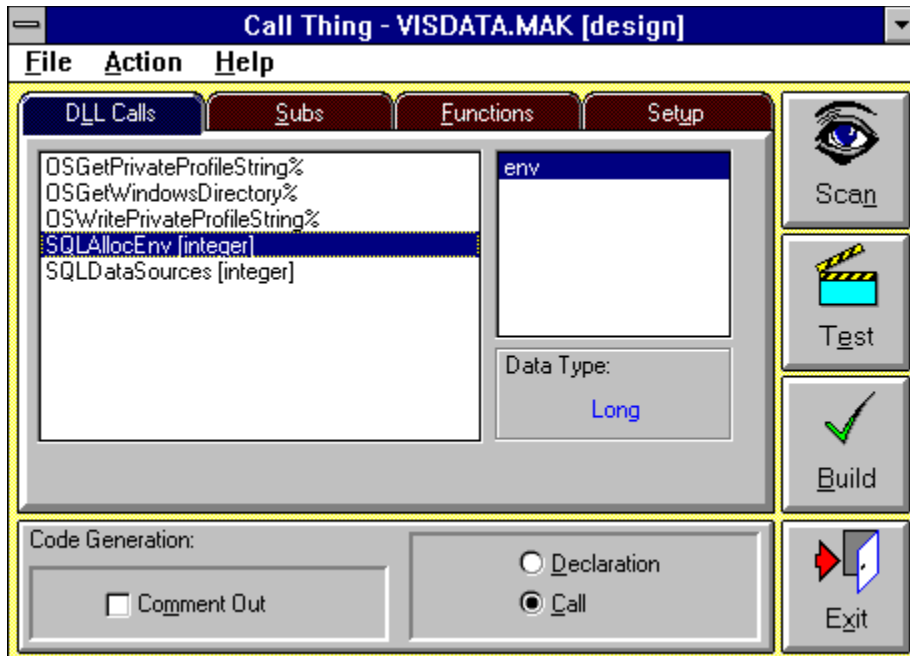 Call Thing - VISDATA.MAK [design]
File Action Help
DLL Calls Subs Functions Setup
OSGetPrivateProfileString%
OSGetWindowsDirectory%
OSWritePrivateProfileString%
SQLAllocEnv [integer]
SQLDataSources [integer]
env
Data Type:
Long
Scan
Test
Build
Exit
Code Generation:
Comment Out
Declaration
Call